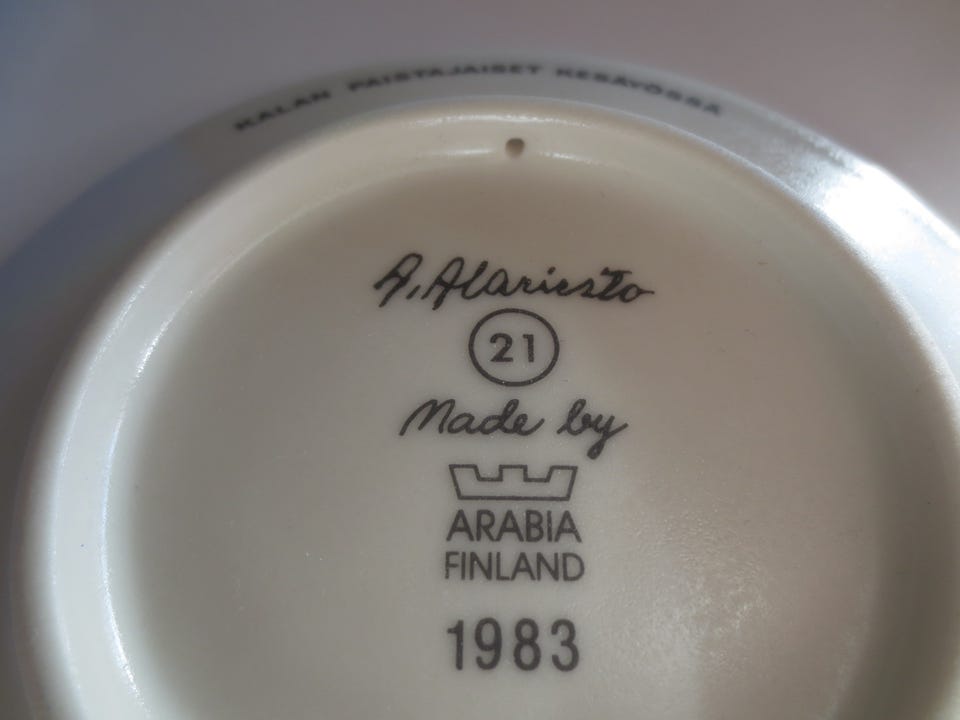 KALAN PAISTAJAISET KESÄYÖSSÄ
A. Alariesto
21
Made by
ARABIA
FINLAND
1983